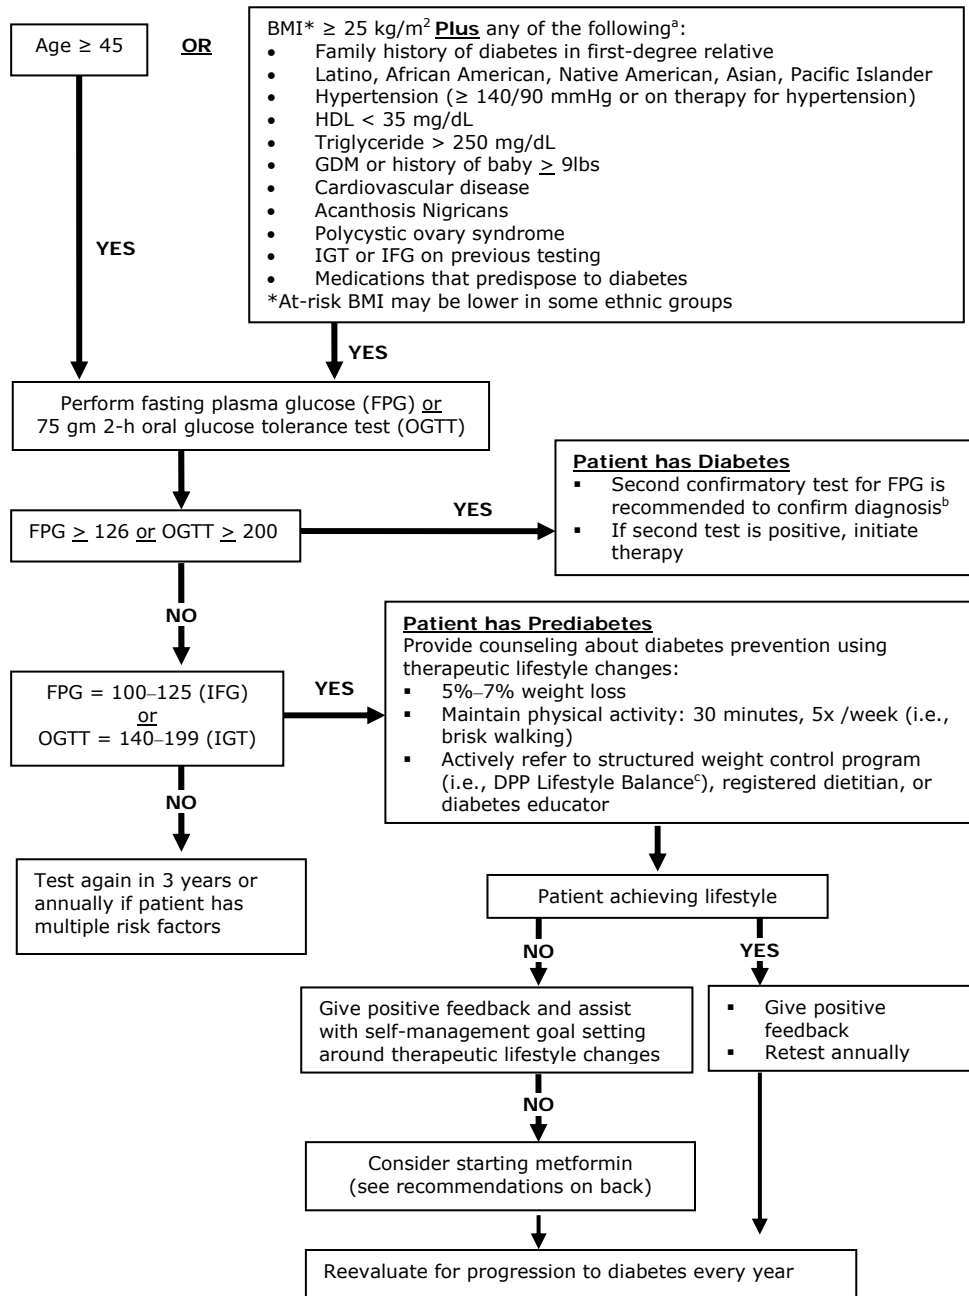 Age ≥ 45
OR
BMI* ≥ 25 kg/m² Plus any of the followingᵃ:
• Family history of diabetes in first-degree relative
• Latino, African American, Native American, Asian, Pacific Islander
• Hypertension (≥ 140/90 mmHg or on therapy for hypertension)
• HDL < 35 mg/dL
• Triglyceride > 250 mg/dL
• GDM or history of baby ≥ 9lbs
• Cardiovascular disease
• Acanthosis Nigricans
• Polycystic ovary syndrome
• IGT or IFG on previous testing
• Medications that predispose to diabetes
*At-risk BMI may be lower in some ethnic groups
YES
YES
Perform fasting plasma glucose (FPG) or
75 gm 2-h oral glucose tolerance test (OGTT)
FPG ≥ 126 or OGTT ≥ 200
YES
Patient has Diabetes
▪ Second confirmatory test for FPG is
recommended to confirm diagnosisᵇ
▪ If second test is positive, initiate
therapy
NO
FPG = 100–125 (IFG)
or
OGTT = 140–199 (IGT)
YES
Patient has Prediabetes
Provide counseling about diabetes prevention using
therapeutic lifestyle changes:
▪ 5%–7% weight loss
▪ Maintain physical activity: 30 minutes, 5x /week (i.e.,
brisk walking)
▪ Actively refer to structured weight control program
(i.e., DPP Lifestyle Balanceᶜ), registered dietitian, or
diabetes educator
NO
Test again in 3 years or
annually if patient has
multiple risk factors
Patient achieving lifestyle
NO
YES
Give positive feedback and assist
with self-management goal setting
around therapeutic lifestyle changes
▪ Give positive
feedback
▪ Retest annually
NO
Consider starting metformin
(see recommendations on back)
Reevaluate for progression to diabetes every year